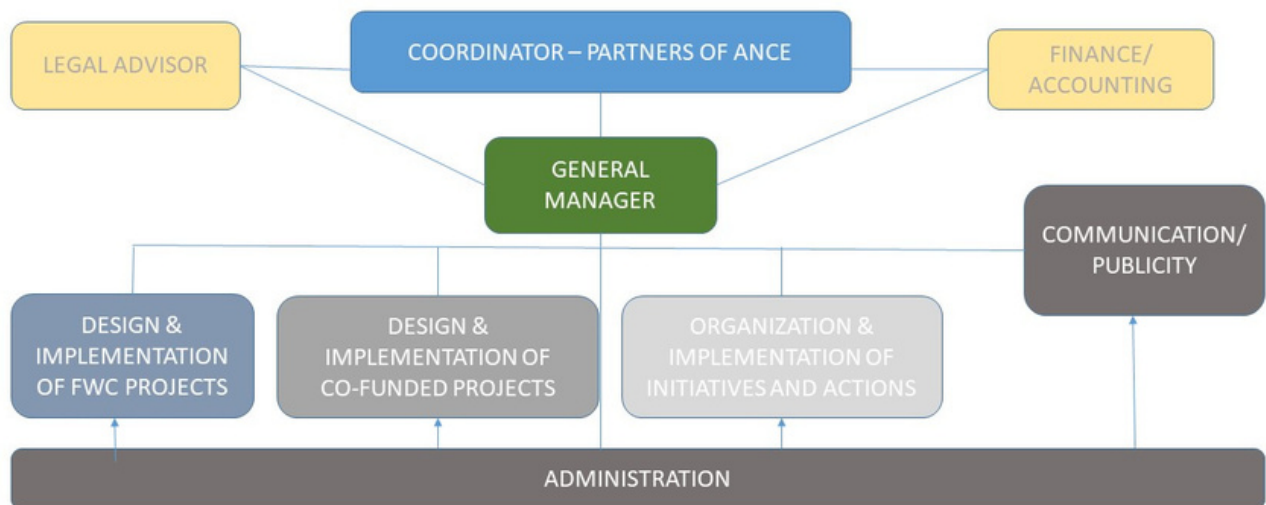 LEGAL ADVISOR
COORDINATOR – PARTNERS OF ANCE
FINANCE/
ACCOUNTING
GENERAL
MANAGER
COMMUNICATION/
PUBLICITY
DESIGN &
IMPLEMENTATION
OF FWC PROJECTS
DESIGN &
IMPLEMENTATION OF
CO-FUNDED PROJECTS
ORGANIZATION &
IMPLEMENTATION OF
INITIATIVES AND ACTIONS
ADMINISTRATION